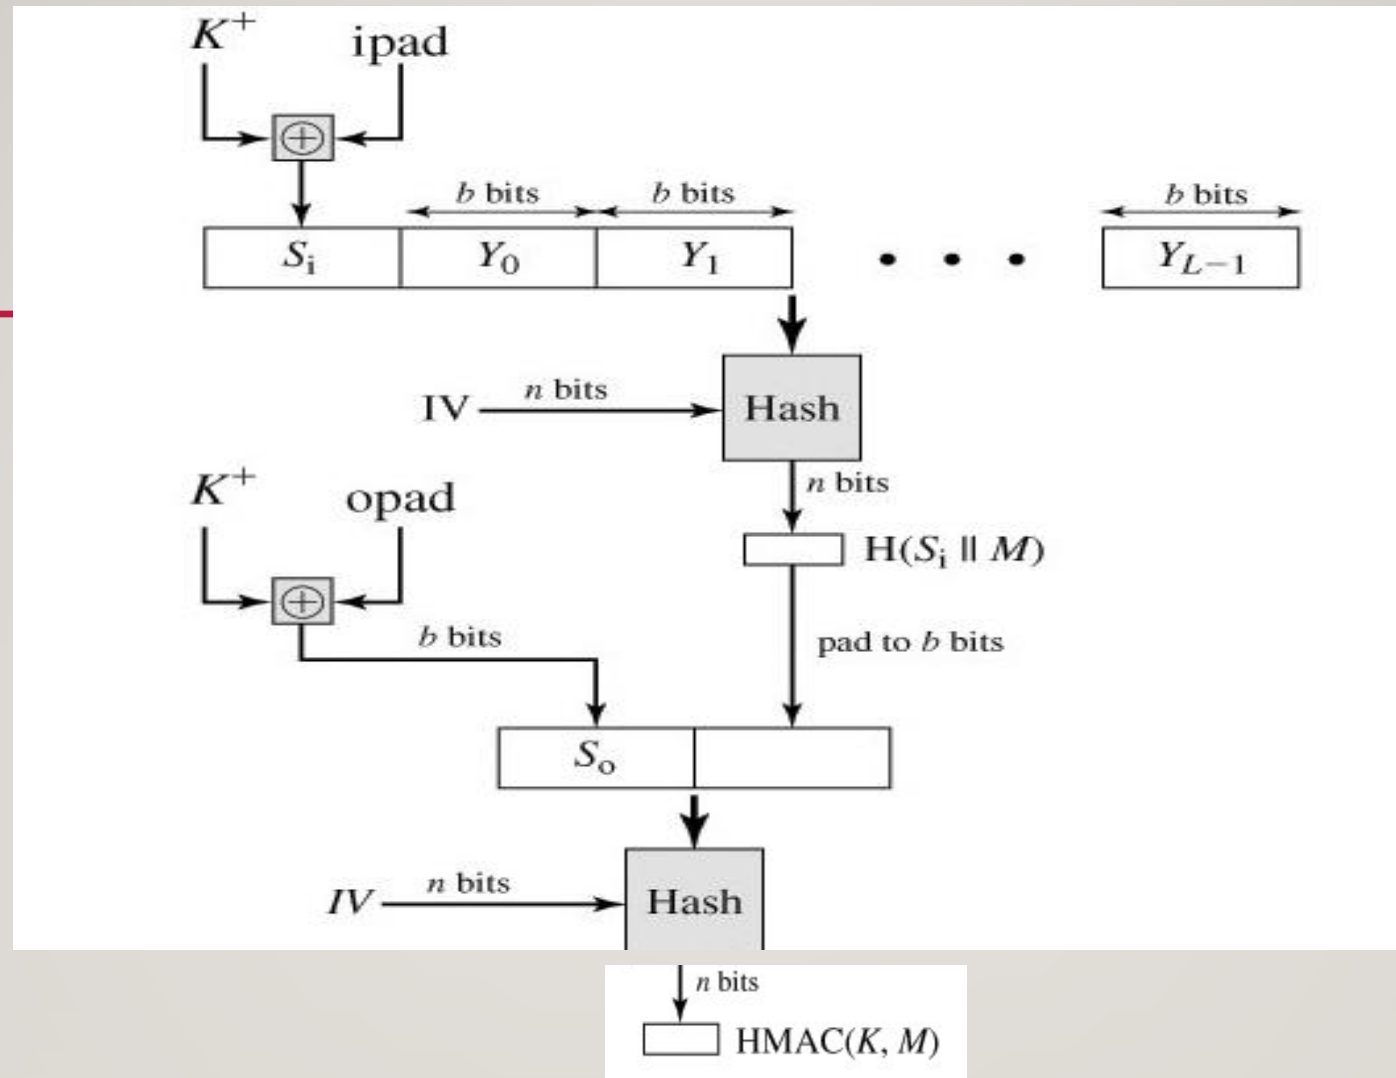 K⁺ ipad
b bits b bits b bits
Sᵢ Y₀ Y₁ • • • Y_{L−1}
IV n bits Hash
n bits
K⁺ opad
H(Sᵢ || M)
b bits
pad to b bits
Sₒ
IV n bits Hash
n bits
HMAC(K, M)